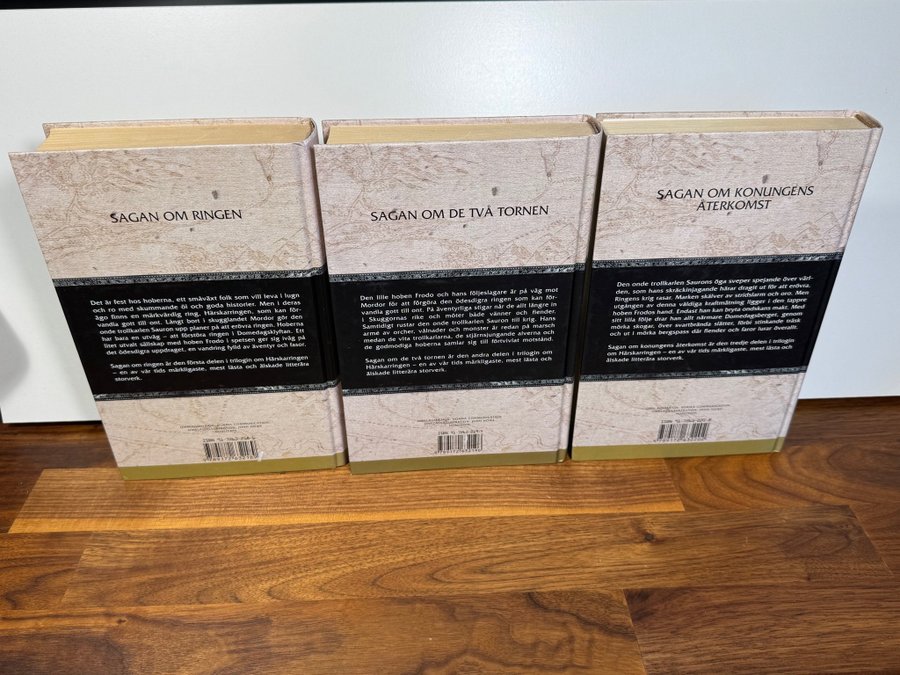 SAGAN OM RINGEN
Det är fest hos hoberna, ett småväxt folk som vill leva i lugn
och ro med skummande öl och goda historier. Men i deras
ägo finns en märkvärdig ring, Härskarringen, som kan för-
vandla gott till ont. Långt bort i skugglandet Mordor gör den
onde trollkarlen Sauron upp planer på att erövra ringen. Hoberna
har bara en utväg – att förstöra ringen i Domedagsklyftan. Ett
litet utvalt sällskap med hoben Frodo i spetsen ger sig iväg på
det ödesdigra uppdraget, en vandring fylld av äventyr och fasor.
Sagan om ringen är den första delen i trilogin om Härskarringen
– en av vår tids märkligaste, mest lästa och älskade litterära
storverk.
SAGAN OM DE TVÅ TORNEN
Den lille hoben Frodo och hans följeslagare är på väg mot
Mordor för att förgöra den ödesdigra ringen som kan för-
vandla gott till ont. På äventyrliga stigar når de allt längre in
i Skuggornas rike och möter både vänner och fiender.
Samtidigt rustar den onde trollkarlen Sauron till krig. Hans
armé av orcher, vålnader och monster är redan på marsch
medan de vita trollkarlarna, de stjärnsjungande alverna och
de godmodiga hoberna samlar sig till förtvivlat motstånd.
Sagan om de två tornen är den andra delen i trilogin om
Härskarringen – en av vår tids märkligaste, mest lästa och
älskade litterära storverk.
SAGAN OM KONUNGENS
ÅTERKOMST
Den onde trollkarlen Saurons öga sveper spejande över värl-
den, som hans skräckinjagande härar dragit ut för att erövra.
Ringens krig rasar. Marken skälver av stridslarm och oro. Men
utgången av denna väldiga kraftmätning ligger i den tappre
hoben Frodos hand. Endast han kan bryta ondskans makt. Med
sitt lilla följe drar han allt närmare Domedagsberget, genom
mörka skogar, över svartbrända slätter, förbi stinkande träsk
och ut i mörka bergspass där fiender och faror lurar överallt.
Sagan om konungens återkomst är den tredje delen i trilogin
om Härskarringen – en av vår tids märkligaste, mest lästa och
älskade litterära storverk.